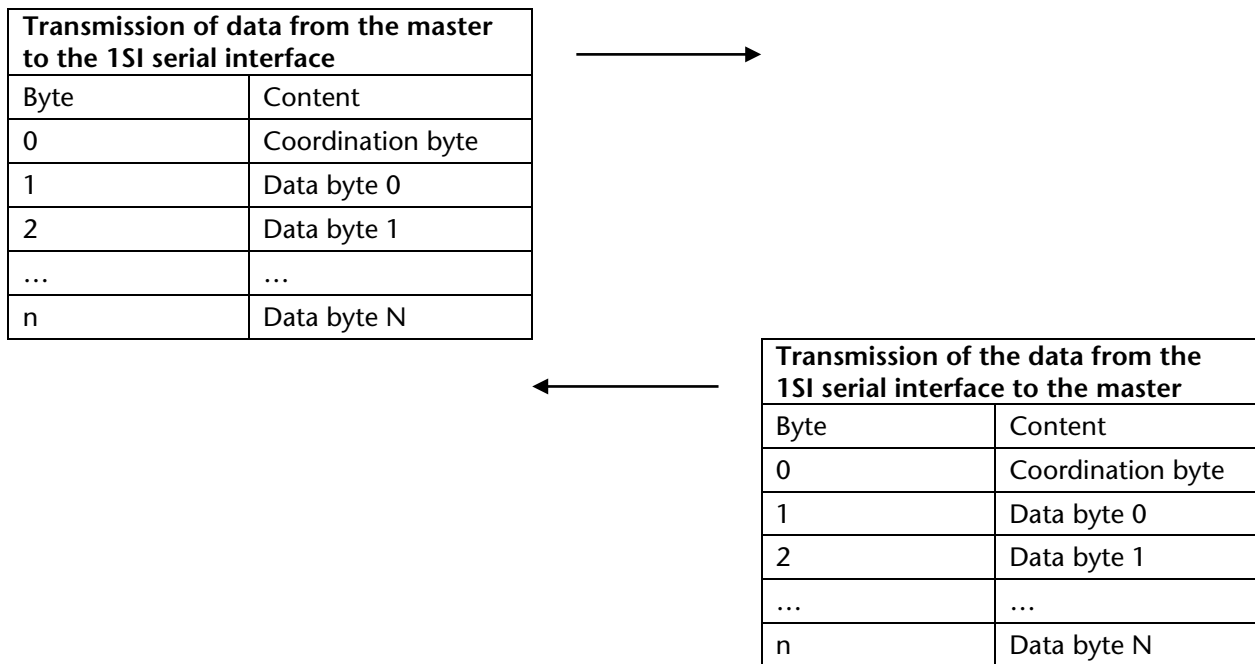 Transmission of data from the master
to the 1SI serial interface
Byte Content
0 Coordination byte
1 Data byte 0
2 Data byte 1
… …
n Data byte N
Transmission of the data from the
1SI serial interface to the master
Byte Content
0 Coordination byte
1 Data byte 0
2 Data byte 1
… …
n Data byte N